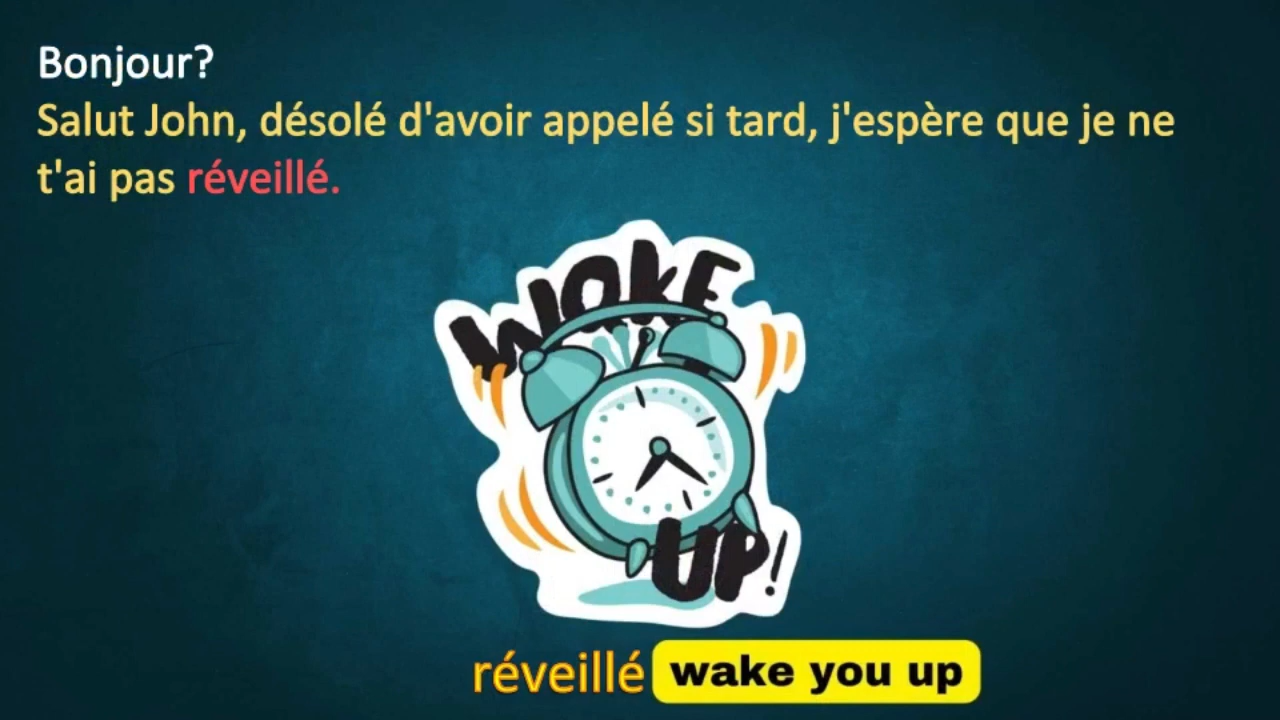 Bonjour?
Salut John, désolé d'avoir appelé si tard, j'espère que je ne
t'ai pas réveillé.
WOKE
UP!
réveillé wake you up